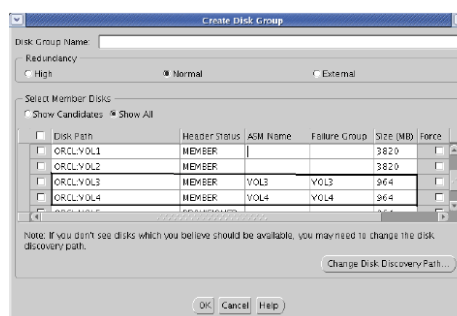 Create Disk Group
Disk Group Name:
Redundancy
High Normal External
Select Member Disks
Show Candidates Show All
Disk Path Header Status ASM Name Failure Group Size (MB) Force
ORCL:VOL1 MEMBER 3820
ORCL:VOL2 MEMBER 3820
ORCL:VOL3 MEMBER VOL3 VOL3 964
ORCL:VOL4 MEMBER VOL4 VOL4 964
Note: If you don't see disks which you believe should be available, you may need to change the disk
discovery path.
Change Disk Discovery Path...
OK Cancel Help